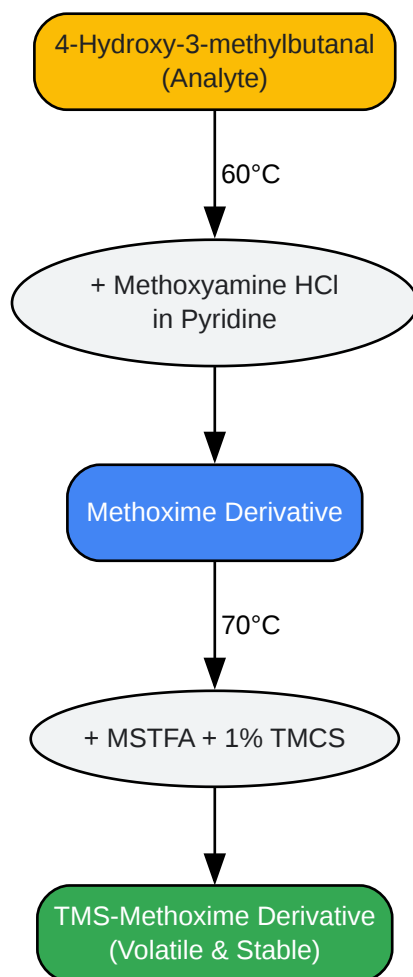 4-Hydroxy-3-methylbutanal
(Analyte)
60°C
+ Methoxyamine HCl
in Pyridine
Methoxime Derivative
70°C
+ MSTFA + 1% TMCS
TMS-Methoxime Derivative
(Volatile & Stable)